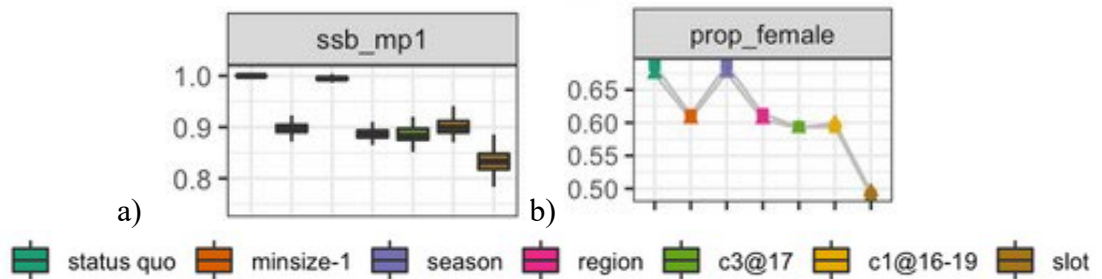 ssb_mp1
1.0
0.9
0.8
a)
prop_female
0.65
0.60
0.55
0.50
b)
status quo minsize-1 season region c3@17 c1@16-19 slot